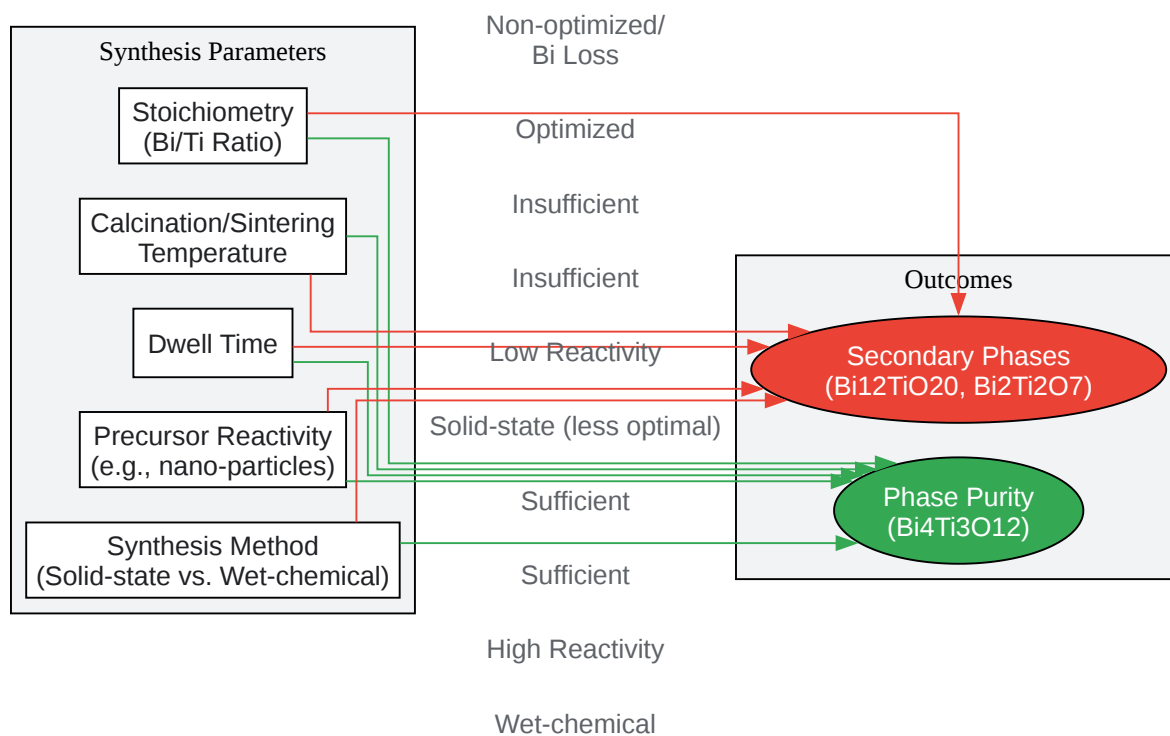 Synthesis Parameters
Stoichiometry
(Bi/Ti Ratio)
Calcination/Sintering
Temperature
Dwell Time
Precursor Reactivity
(e.g., nano-particles)
Synthesis Method
(Solid-state vs. Wet-chemical)
Non-optimized/
Bi Loss
Optimized
Insufficient
Insufficient
Low Reactivity
Solid-state (less optimal)
Sufficient
Sufficient
High Reactivity
Wet-chemical
Outcomes
Secondary Phases
(Bi12TiO20, Bi2Ti2O7)
Phase Purity
(Bi4Ti3O12)